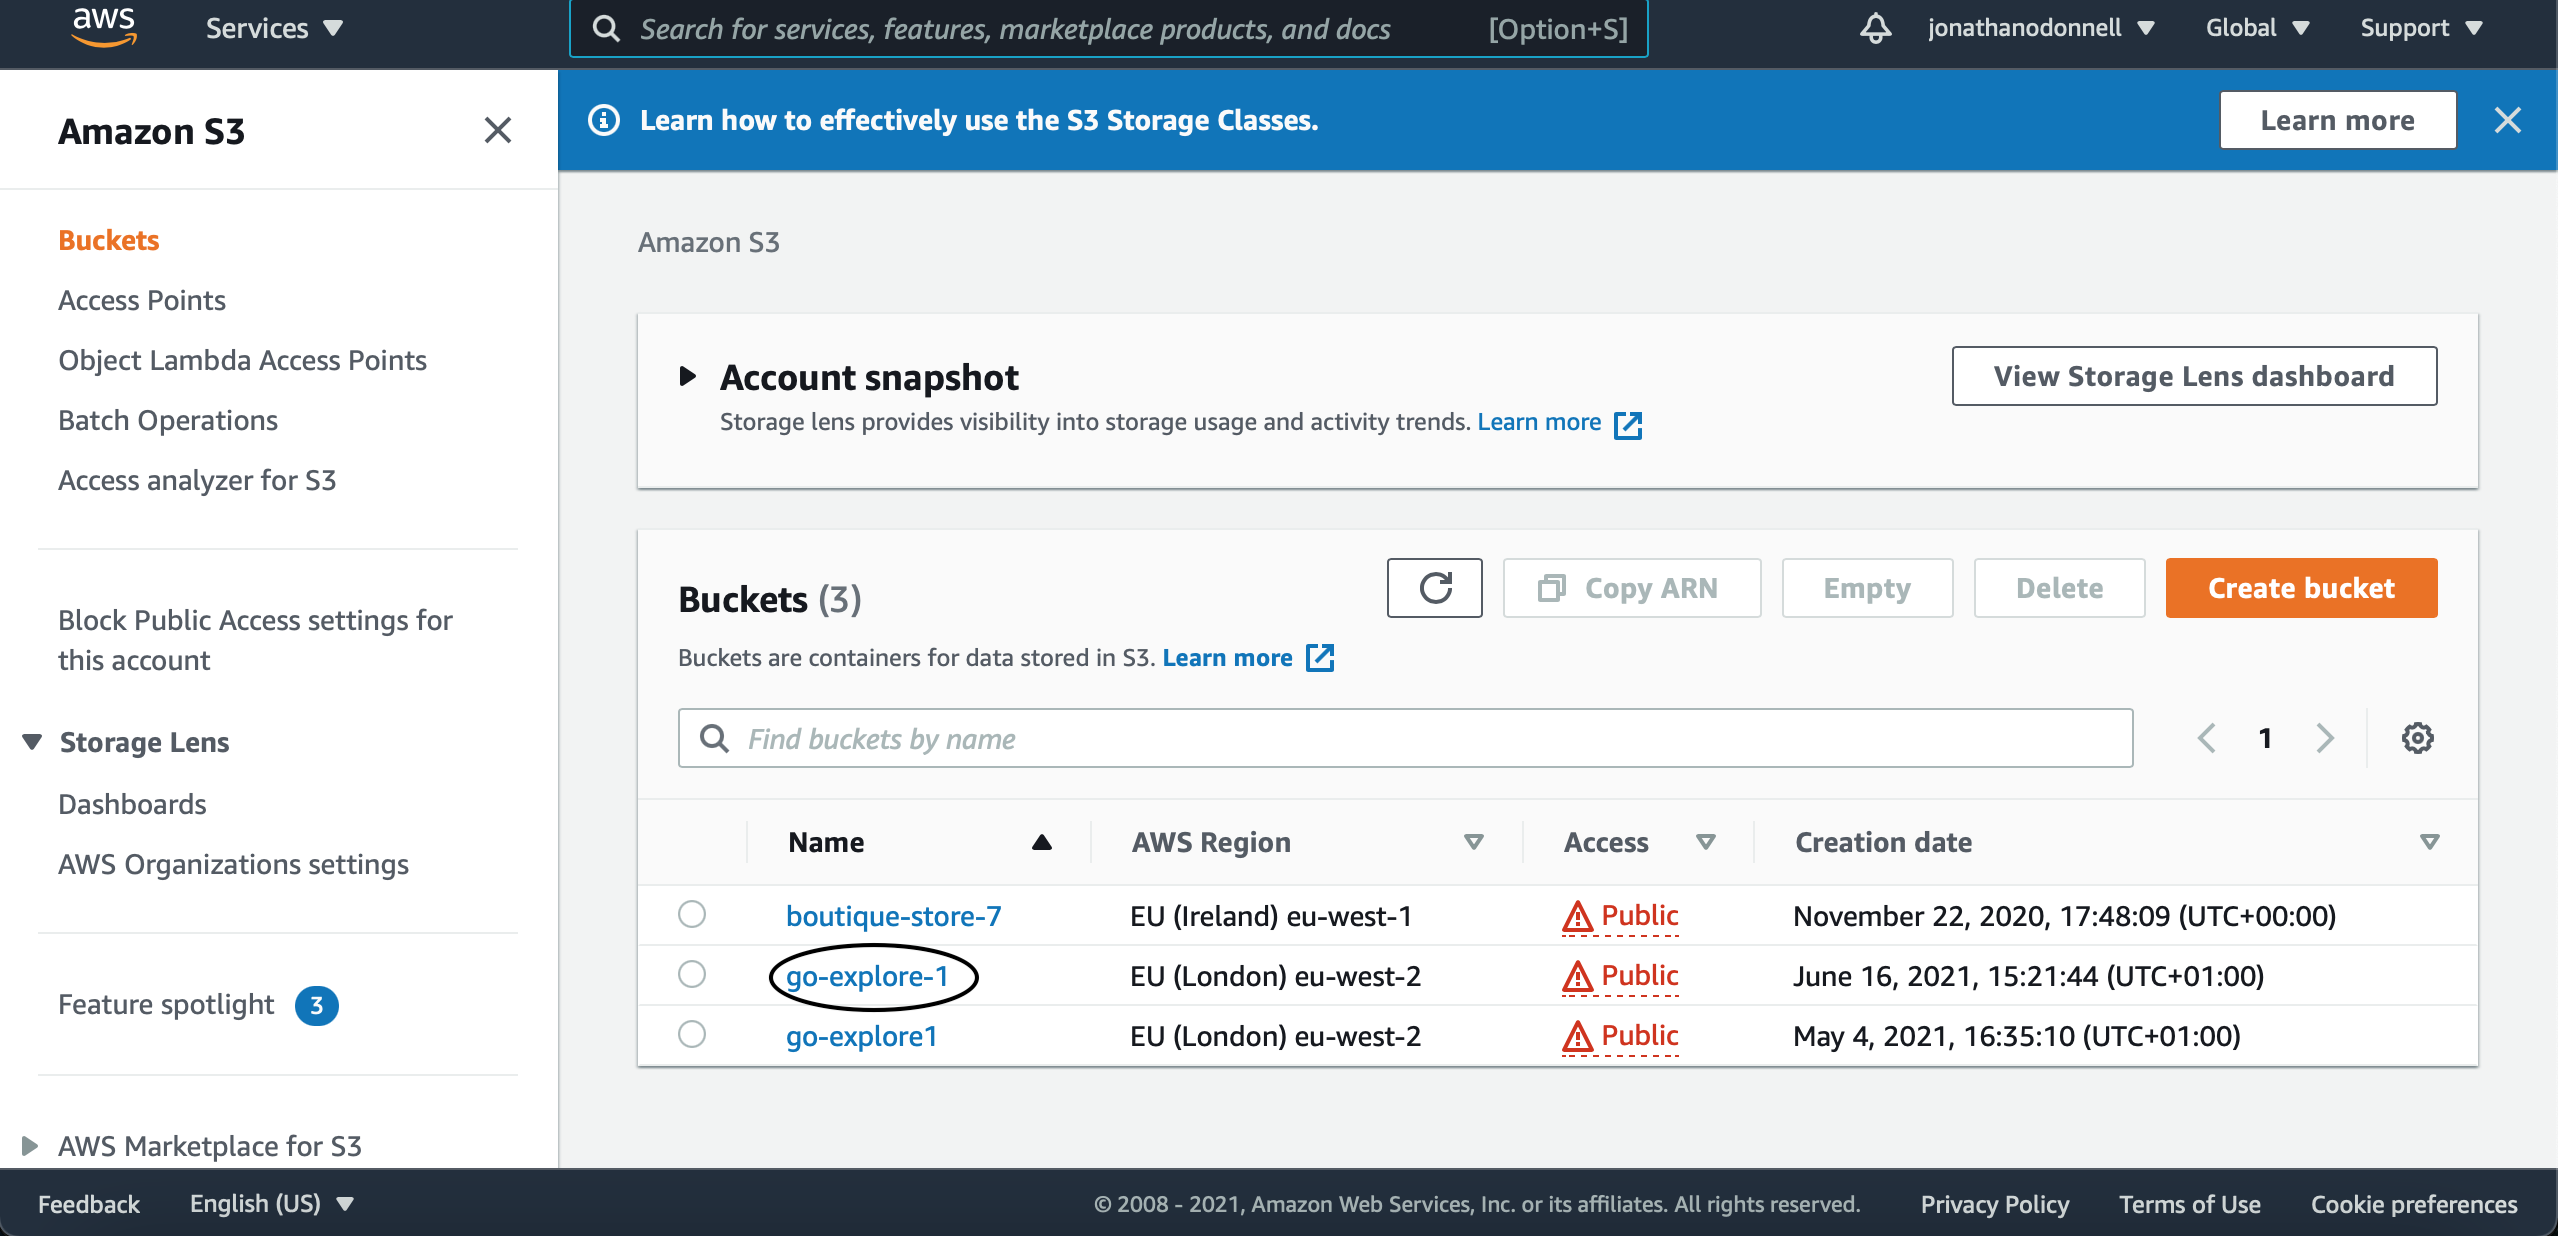 aws
Services
Search for services, features, marketplace products, and docs [Option+S]
jonathanodonnell
Global
Support
Amazon S3
Learn how to effectively use the S3 Storage Classes.
Learn more
Buckets
Access Points
Object Lambda Access Points
Batch Operations
Access analyzer for S3
Block Public Access settings for
this account
Storage Lens
Dashboards
AWS Organizations settings
Feature spotlight 3
AWS Marketplace for S3
Amazon S3
Account snapshot
View Storage Lens dashboard
Storage lens provides visibility into storage usage and activity trends. Learn more
Buckets (3)
Copy ARN
Empty
Delete
Create bucket
Buckets are containers for data stored in S3. Learn more
Find buckets by name
1
Name AWS Region Access Creation date
boutique-store-7 EU (Ireland) eu-west-1 Public November 22, 2020, 17:48:09 (UTC+00:00)
go-explore-1 EU (London) eu-west-2 Public June 16, 2021, 15:21:44 (UTC+01:00)
go-explore1 EU (London) eu-west-2 Public May 4, 2021, 16:35:10 (UTC+01:00)
Feedback English (US) © 2008 - 2021, Amazon Web Services, Inc. or its affiliates. All rights reserved. Privacy Policy Terms of Use Cookie preferences